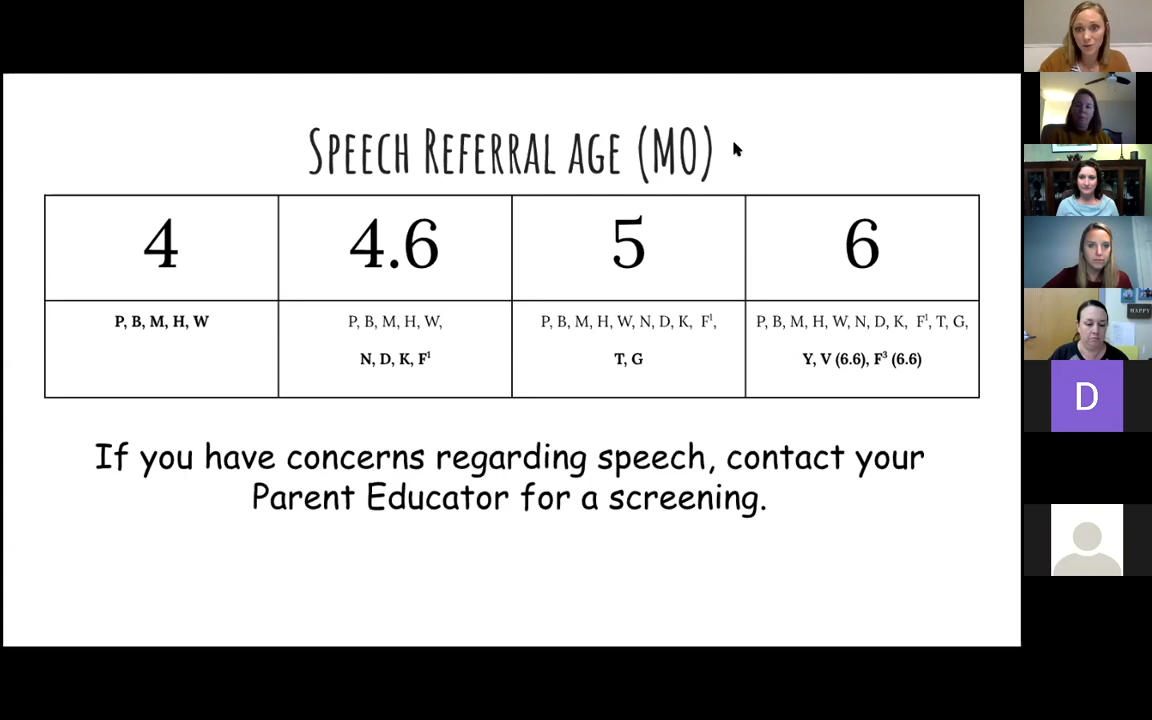 SPEECH REFERRAL AGE (MO)
4 4.6 5 6
P, B, M, H, W
P, B, M, H, W,
N, D, K, F¹
P, B, M, H, W, N, D, K, F¹,
T, G
P, B, M, H, W, N, D, K, F¹, T, G,
Y, V (6.6), F³ (6.6)
If you have concerns regarding speech, contact your
Parent Educator for a screening.
HAPPY
D